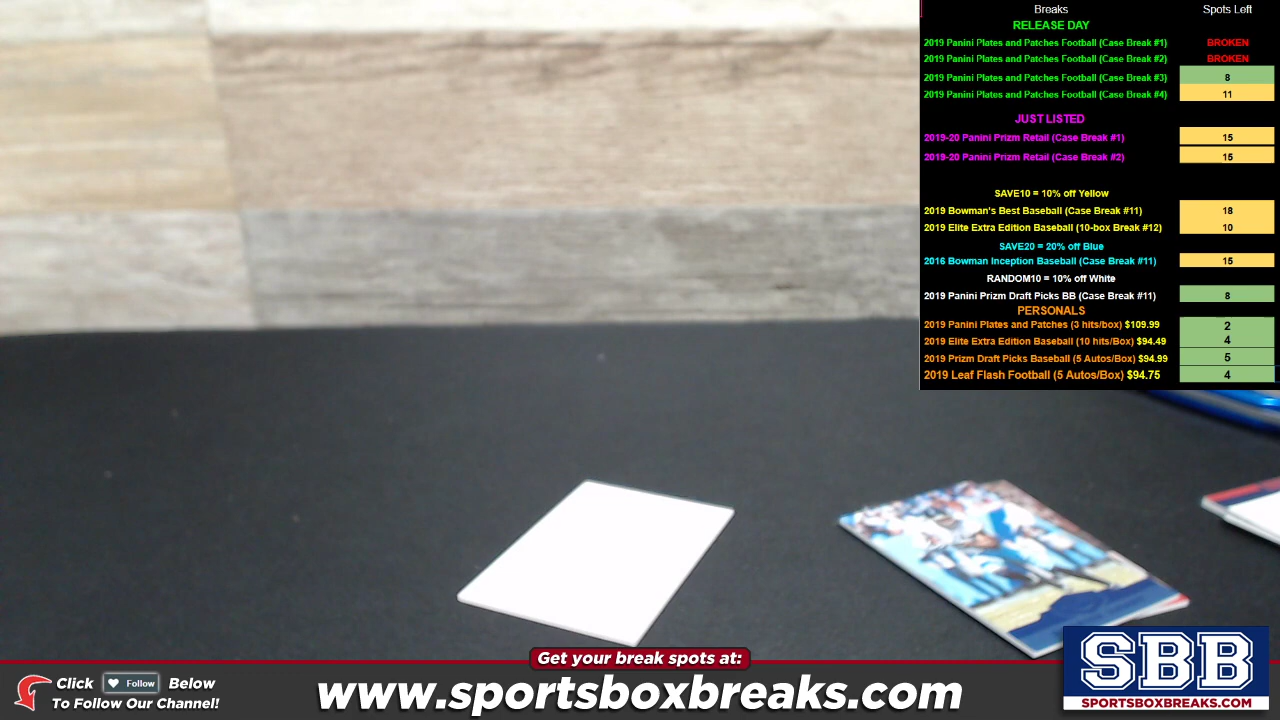 Breaks Spots Left
RELEASE DAY
2019 Panini Plates and Patches Football (Case Break #1) BROKEN
2019 Panini Plates and Patches Football (Case Break #2) BROKEN
2019 Panini Plates and Patches Football (Case Break #3) 8
2019 Panini Plates and Patches Football (Case Break #4) 11
JUST LISTED
2019-20 Panini Prizm Retail (Case Break #1) 15
2019-20 Panini Prizm Retail (Case Break #2) 15
SAVE10 = 10% off Yellow
2019 Bowman's Best Baseball (Case Break #11) 18
2019 Elite Extra Edition Baseball (10-box Break #12) 10
SAVE20 = 20% off Blue
2016 Bowman Inception Baseball (Case Break #11) 15
RANDOM10 = 10% off White
2019 Panini Prizm Draft Picks BB (Case Break #11) 8
PERSONALS
2019 Panini Plates and Patches (3 hits/box) $109.99 2
2019 Elite Extra Edition Baseball (10 hits/Box) $94.49 4
2019 Prizm Draft Picks Baseball (5 Autos/Box) $94.99 5
2019 Leaf Flash Football (5 Autos/Box) $94.75 4
Get your break spots at:
www.sportsboxbreaks.com
Click Follow Below
To Follow Our Channel!
SBB
SPORTSBOXBREAKS.COM